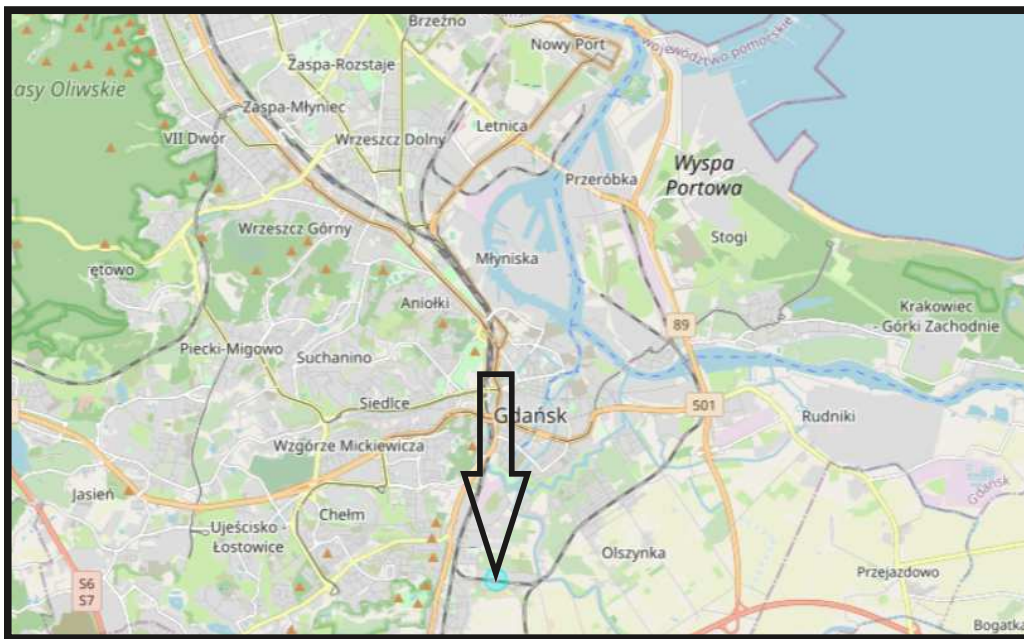 Brzeźno
Nowy Port
województwo pomorskie
Zaspa-Rozstaje
asy Oliwskie
Zaspa-Młyniec
VII Dwór
Wrzeszcz Dolny
Letnica
Wyspa
Portowa
Przeróbka
Wrzeszcz Górny
Stogi
Młyniska
ętowo
Aniołki
Krakowiec
- Górki Zachodnie
89
Piecki-Migowo
Suchanino
Siedlce
Gdańsk
S01
Rudniki
Wzgórze Mickiewicza
Jasień
Gdańsk
Chełm
Ujeścisko -
Łostowice
Olszynka
Przejazdowo
S6
S7
Bogatka